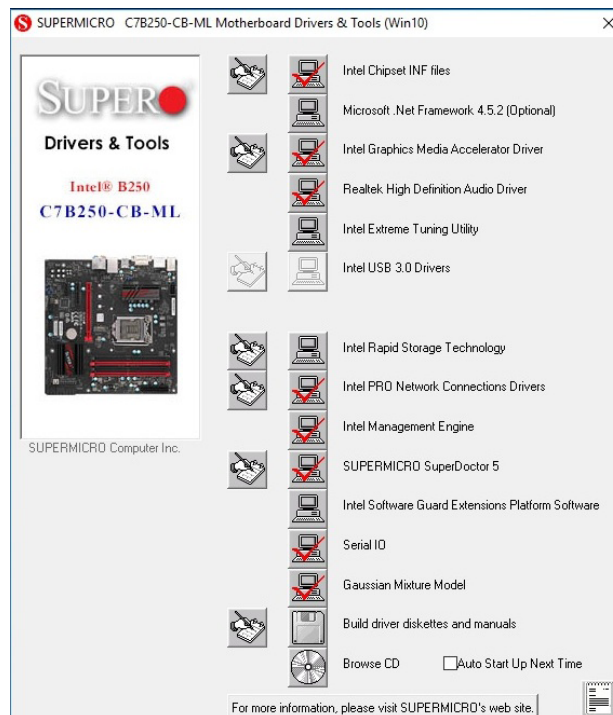 SUPERMICRO C7B250-CB-ML Motherboard Drivers & Tools (Win10)
SUPER
Drivers & Tools
Intel® B250
C7B250-CB-ML
SUPERMICRO Computer Inc.
Intel Chipset INF files
Microsoft .Net Framework 4.5.2 (Optional)
Intel Graphics Media Accelerator Driver
Realtek High Definition Audio Driver
Intel Extreme Tuning Utility
Intel USB 3.0 Drivers
Intel Rapid Storage Technology
Intel PRO Network Connections Drivers
Intel Management Engine
SUPERMICRO SuperDoctor 5
Intel Software Guard Extensions Platform Software
Serial IO
Gaussian Mixture Model
Build driver diskettes and manuals
Browse CD
Auto Start Up Next Time
For more information, please visit SUPERMICRO's web site.